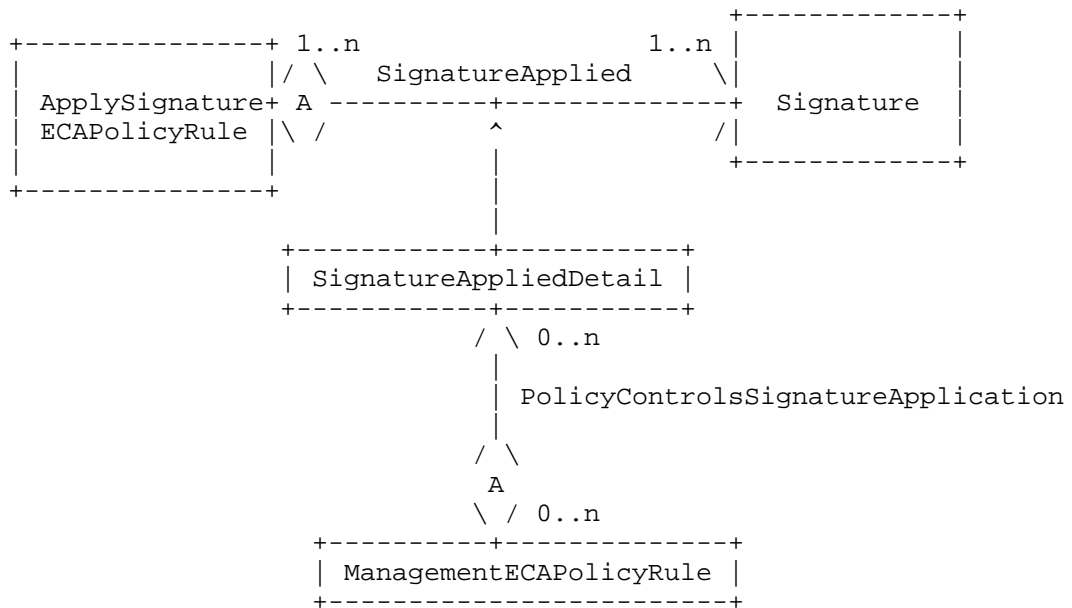 1..n 1..n
SignatureApplied
ApplySignature A Signature
ECAPolicyRule
SignatureAppliedDetail
0..n
PolicyControlsSignatureApplication
A
0..n
ManagementECAPolicyRule